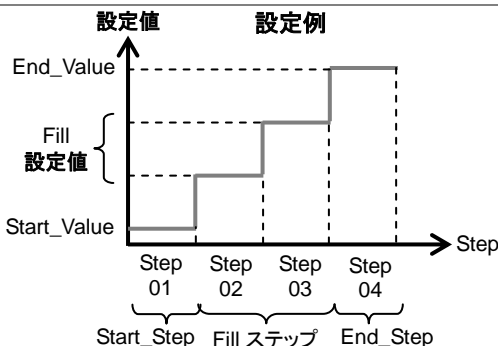 設定値
設定例
End_Value
Fill
設定値
Start_Value
Step
Step
01
Step
02
Step
03
Step
04
Start_Step
Fill ステップ
End_Step